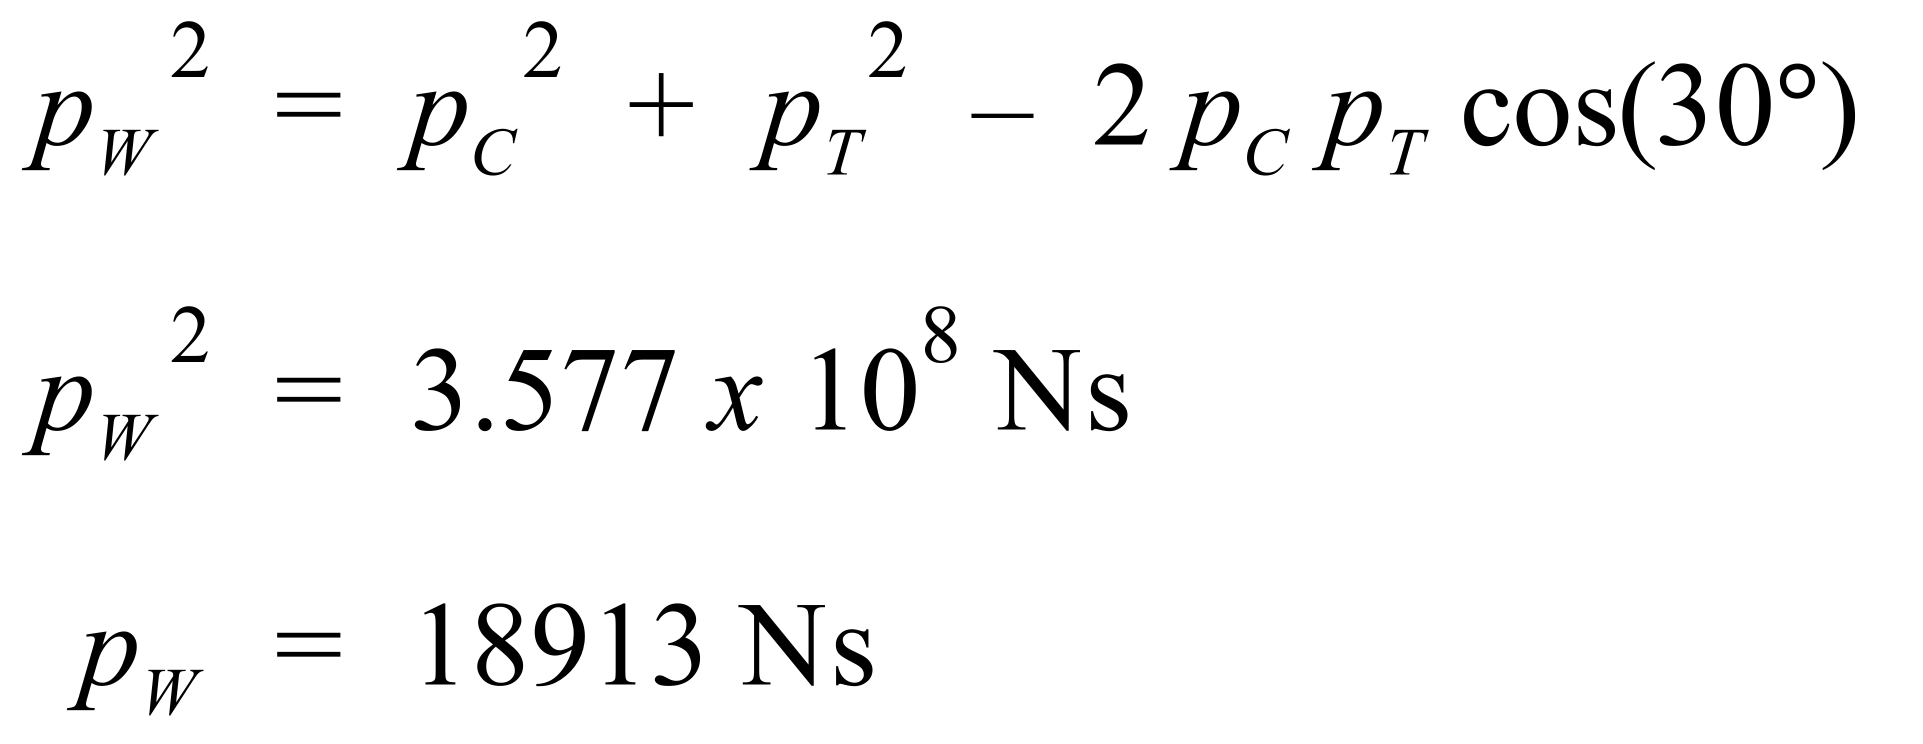 p_W^2 = p_C^2 + p_T^2 – 2 p_C p_T cos(30°)
p_W^2 = 3.577 x 10^8 Ns
p_W = 18913 Ns